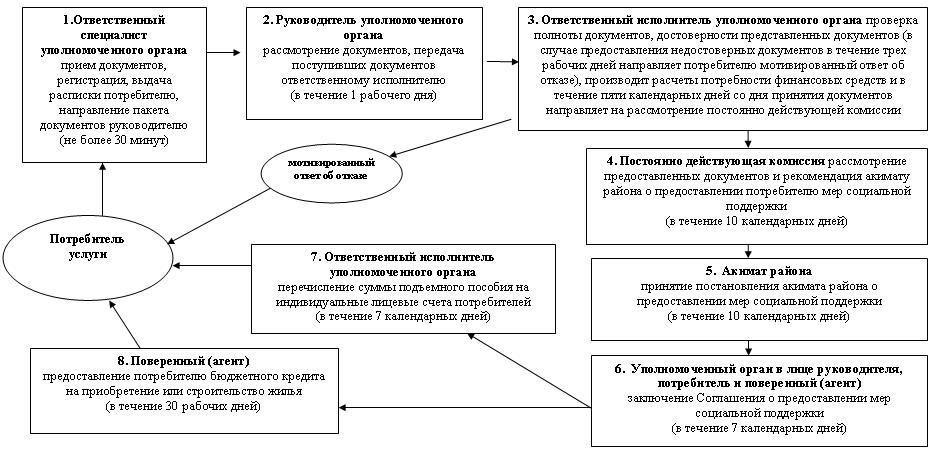 1.Ответственный
специалист
уполномоченного органа
прием документов,
регистрация, выдача
расписки потребителю,
направление пакета
документов руководителю
(не более 30 минут)
2. Руководитель уполномоченного
органа
рассмотрение документов, передача
поступивших документов
ответственному исполнителю
(в течение 1 рабочего дня)
3. Ответственный исполнитель уполномоченного органа проверка
полноты документов, достоверности представленных документов (в
случае предоставления недостоверных документов в течение трех
рабочих дней направляет потребителю мотивированный ответ об
отказе), производит расчеты потребности финансовых средств и в
течение пяти календарных дней со дня принятия документов
направляет на рассмотрение постоянно действующей комиссии
мотивированный
ответ об отказе
4. Постоянно действующая комиссия рассмотрение
предоставленных документов и рекомендация акимату
района о предоставлении потребителю мер социальной
поддержки
(в течение 10 календарных дней)
Потребитель
услуги
7. Ответственный исполнитель
уполномоченного органа
перечисление суммы подъемного пособия на
индивидуальные лицевые счета потребителей
(в течение 7 календарных дней)
5. Акимат района
принятие постановления акимата района о
предоставлении мер социальной поддержки
(в течение 10 календарных дней)
8. Поверенный (агент)
предоставление потребителю бюджетного кредита
на приобретение или строительство жилья
(в течение 30 рабочих дней)
6. Уполномоченный орган в лице руководителя,
потребитель и поверенный (агент)
заключение Соглашения о предоставлении мер
социальной поддержки
(в течение 7 календарных дней)